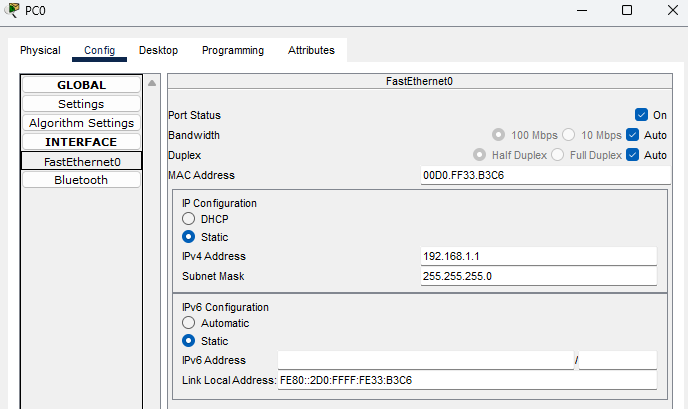 PC0
Physical Config Desktop Programming Attributes
GLOBAL
Settings
Algorithm Settings
INTERFACE
FastEthernet0
Bluetooth
FastEthernet0
Port Status On
Bandwidth 100 Mbps 10 Mbps Auto
Duplex Half Duplex Full Duplex Auto
MAC Address 00D0.FF33.B3C6
IP Configuration
DHCP
Static
IPv4 Address 192.168.1.1
Subnet Mask 255.255.255.0
IPv6 Configuration
Automatic
Static
IPv6 Address /
Link Local Address: FE80::2D0:FFFF:FE33:B3C6